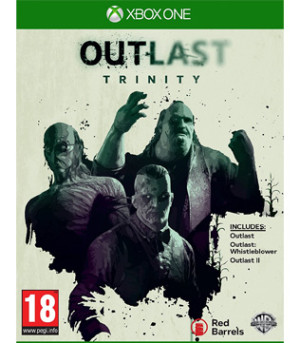 XBOX ONE
OUTLAST
TRINITY
INCLUDES:
Outlast
Outlast:
Whistleblower
Outlast II
18
www.pegi.info
Red
Barrels